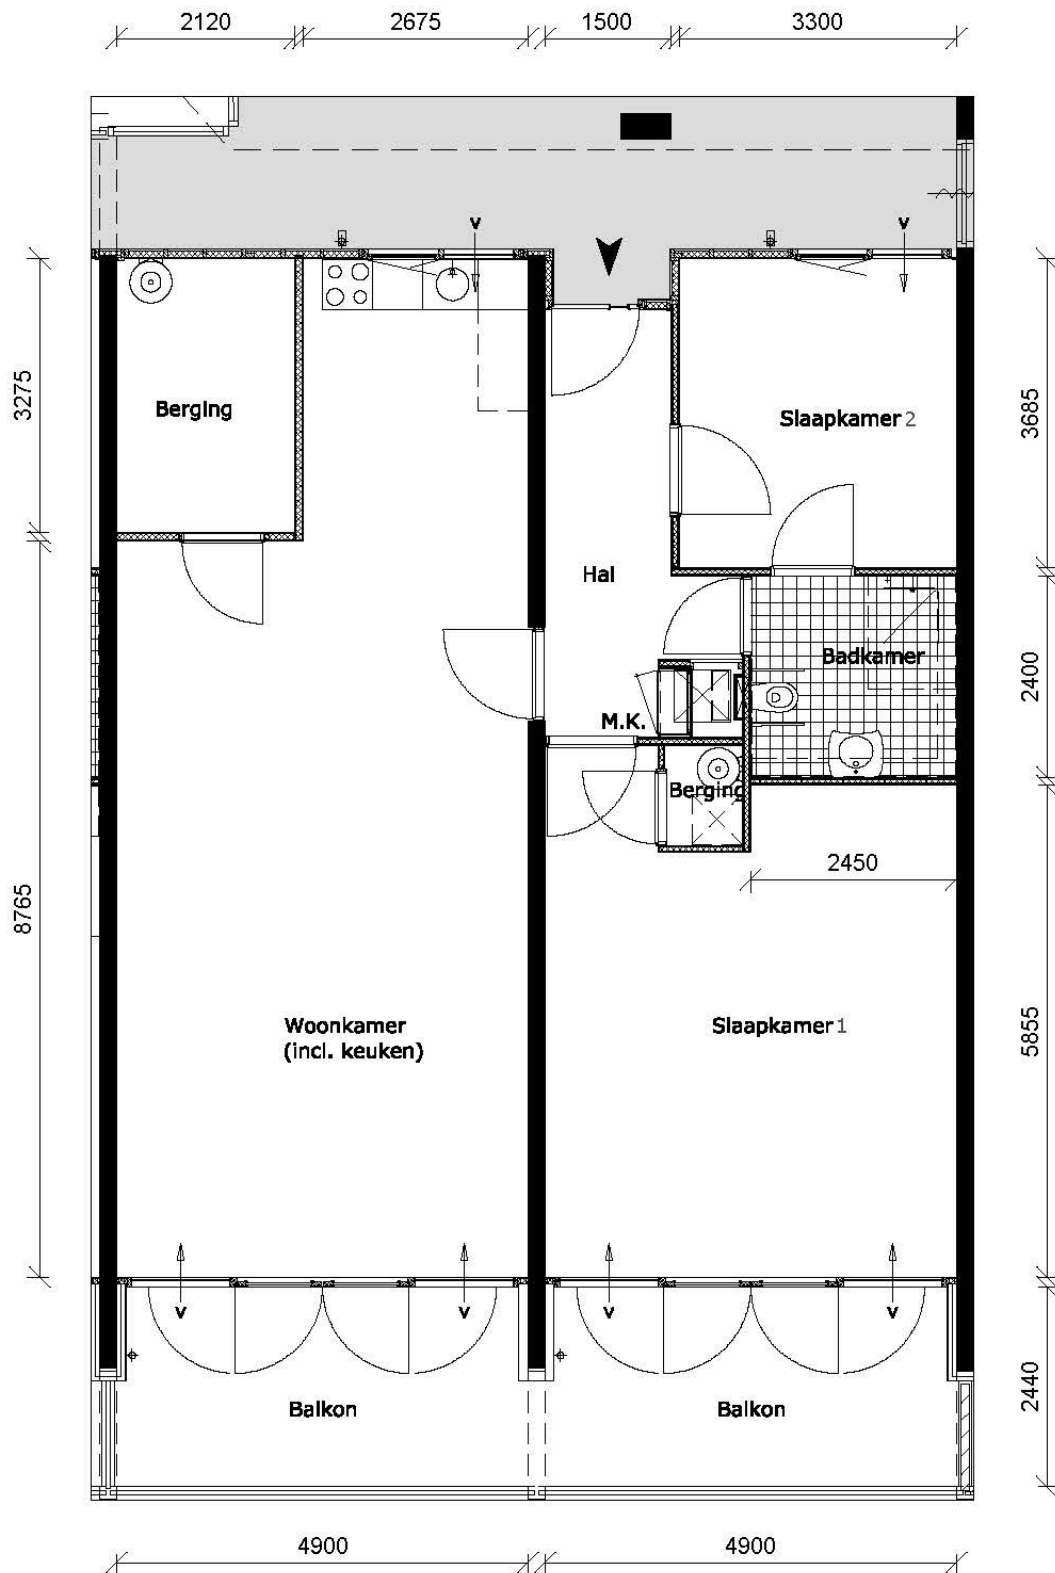 2120 2675 1500 3300
v v
3275
3685
Berging
Slaapkamer 2
Hal
Badkamer
2400
M.K.
Berging
2450
8765
Woonkamer
(incl. keuken)
Slaapkamer 1
5855
v v v v
Balkon Balkon
2440
4900 4900